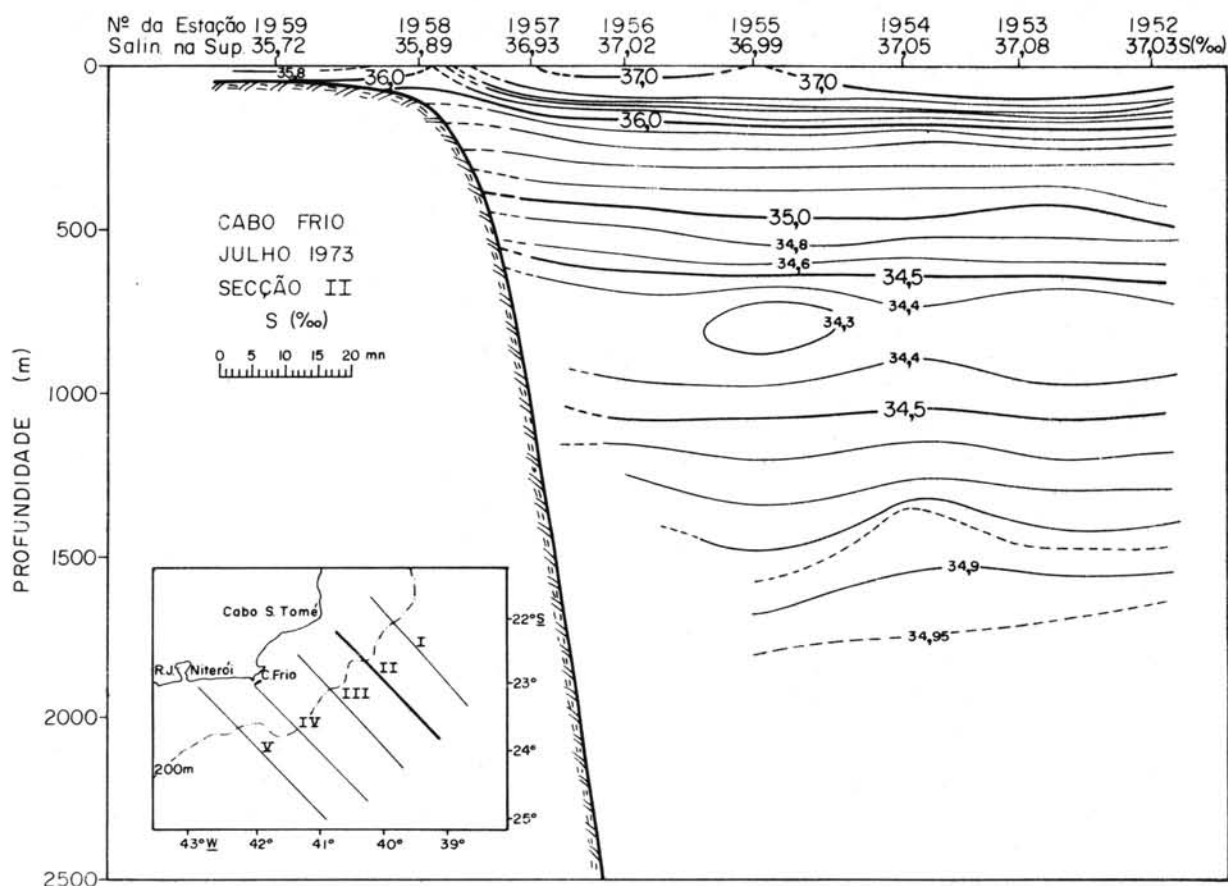 Nº da Estação 1959 1958 1957 1956 1955 1954 1953 1952
Salin. na Sup. 35,72 35,89 36,93 37,02 36,99 37,05 37,08 37,03 S(‰)
0
35,8
36,0
37,0
37,0
36,0
CABO FRIO
JULHO 1973
SECÇÃO II
S (‰)
0 5 10 15 20 mn
500
35,0
34,8
34,6
34,5
34,4
34,3
34,4
1000
34,5
PROFUNDIDADE (m)
1500
34,9
34,95
2000
2500
Cabo S. Tomé
22°S
I
R.J. Niterói
C. Frio
II
23°
III
IV
V
24°
200m
25°
43°W 42° 41° 40° 39°